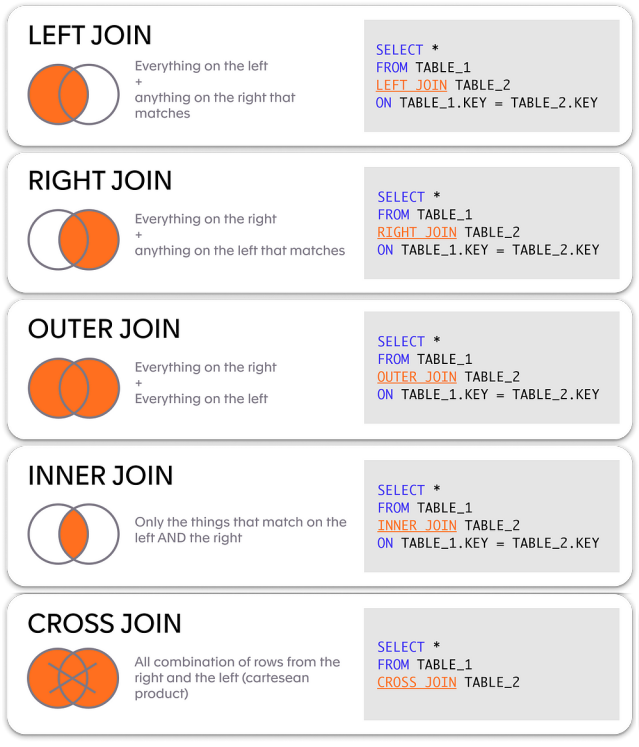 LEFT JOIN
Everything on the left
+
anything on the right that
matches
SELECT *
FROM TABLE_1
LEFT JOIN TABLE_2
ON TABLE_1.KEY = TABLE_2.KEY
RIGHT JOIN
Everything on the right
+
anything on the left that matches
SELECT *
FROM TABLE_1
RIGHT JOIN TABLE_2
ON TABLE_1.KEY = TABLE_2.KEY
OUTER JOIN
Everything on the right
+
Everything on the left
SELECT *
FROM TABLE_1
OUTER JOIN TABLE_2
ON TABLE_1.KEY = TABLE_2.KEY
INNER JOIN
Only the things that match on the
left AND the right
SELECT *
FROM TABLE_1
INNER JOIN TABLE_2
ON TABLE_1.KEY = TABLE_2.KEY
CROSS JOIN
All combination of rows from the
right and the left (cartesean
product)
SELECT *
FROM TABLE_1
CROSS JOIN TABLE_2